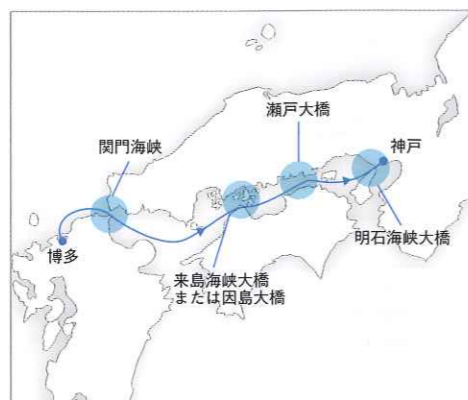 瀬戸大橋
関門海峡
神戸
明石海峡大橋
博多
来島海峡大橋
または因島大橋